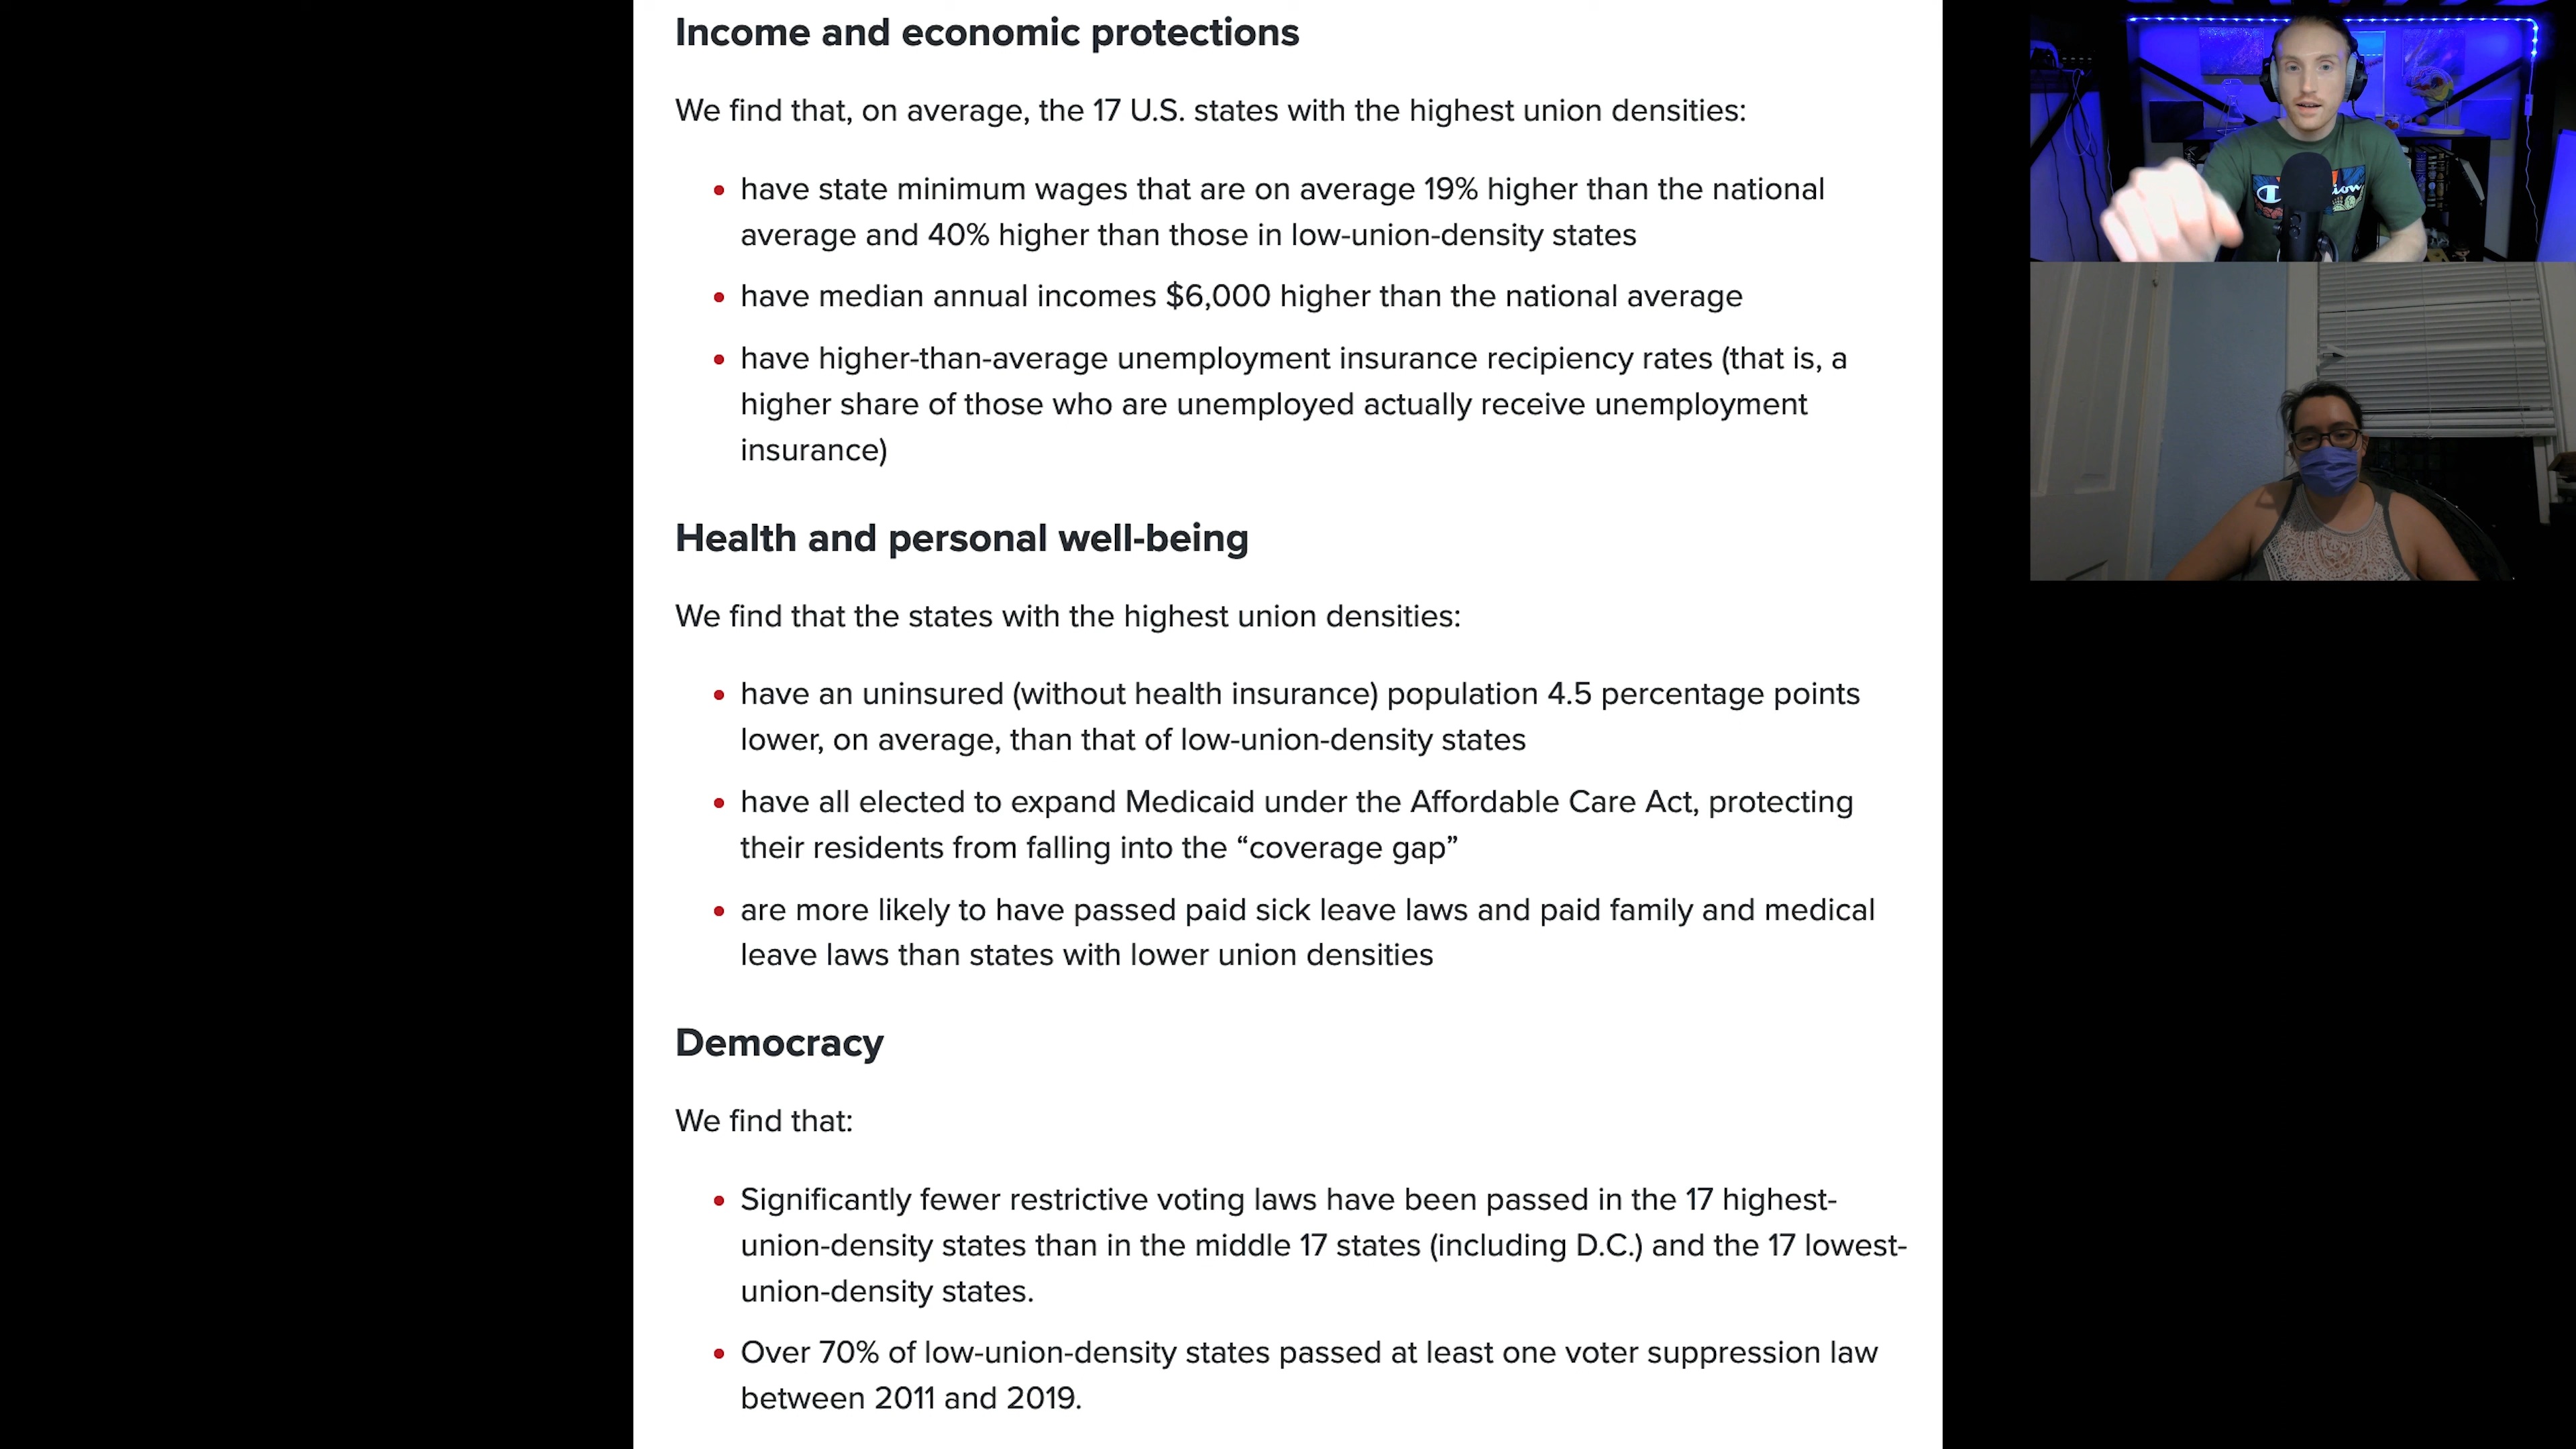 Income and economic protections
We find that, on average, the 17 U.S. states with the highest union densities:
have state minimum wages that are on average 19% higher than the national
average and 40% higher than those in low-union-density states
have median annual incomes $6,000 higher than the national average
have higher-than-average unemployment insurance recipiency rates (that is, a
higher share of those who are unemployed actually receive unemployment
insurance)
Health and personal well-being
We find that the states with the highest union densities:
have an uninsured (without health insurance) population 4.5 percentage points
lower, on average, than that of low-union-density states
have all elected to expand Medicaid under the Affordable Care Act, protecting
their residents from falling into the “coverage gap”
are more likely to have passed paid sick leave laws and paid family and medical
leave laws than states with lower union densities
Democracy
We find that:
Significantly fewer restrictive voting laws have been passed in the 17 highest-
union-density states than in the middle 17 states (including D.C.) and the 17 lowest-
union-density states.
Over 70% of low-union-density states passed at least one voter suppression law
between 2011 and 2019.